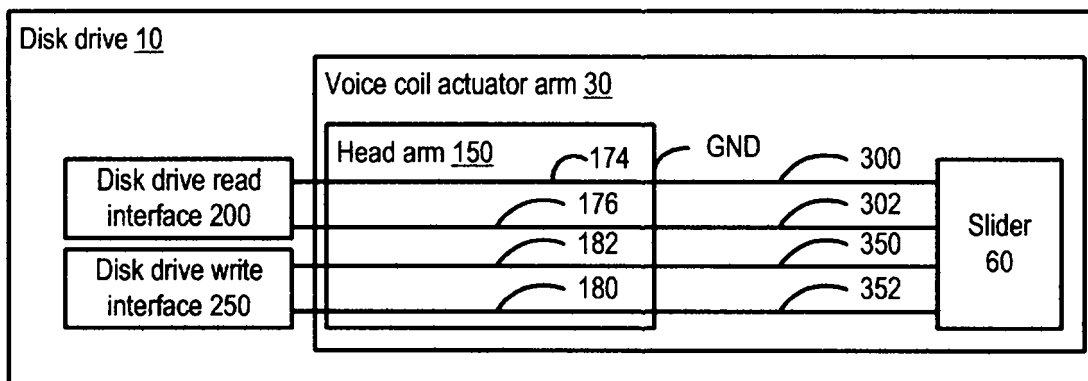 Disk drive 10
Voice coil actuator arm 30
Head arm 150
174
GND
300
Disk drive read
interface 200
176
302
Slider
60
182
350
Disk drive write
interface 250
180
352